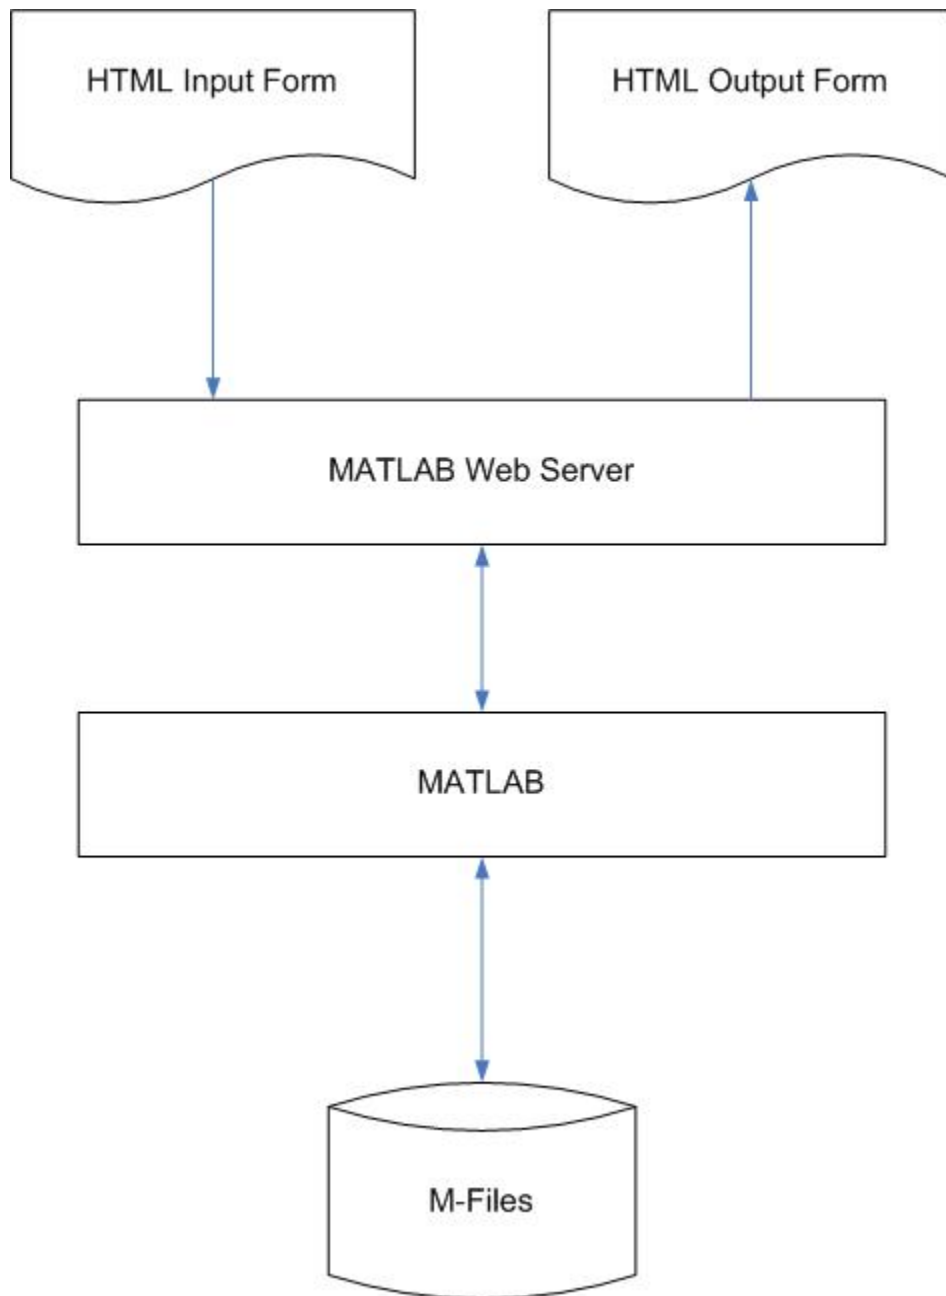 HTML Input Form
HTML Output Form
MATLAB Web Server
MATLAB
M-Files